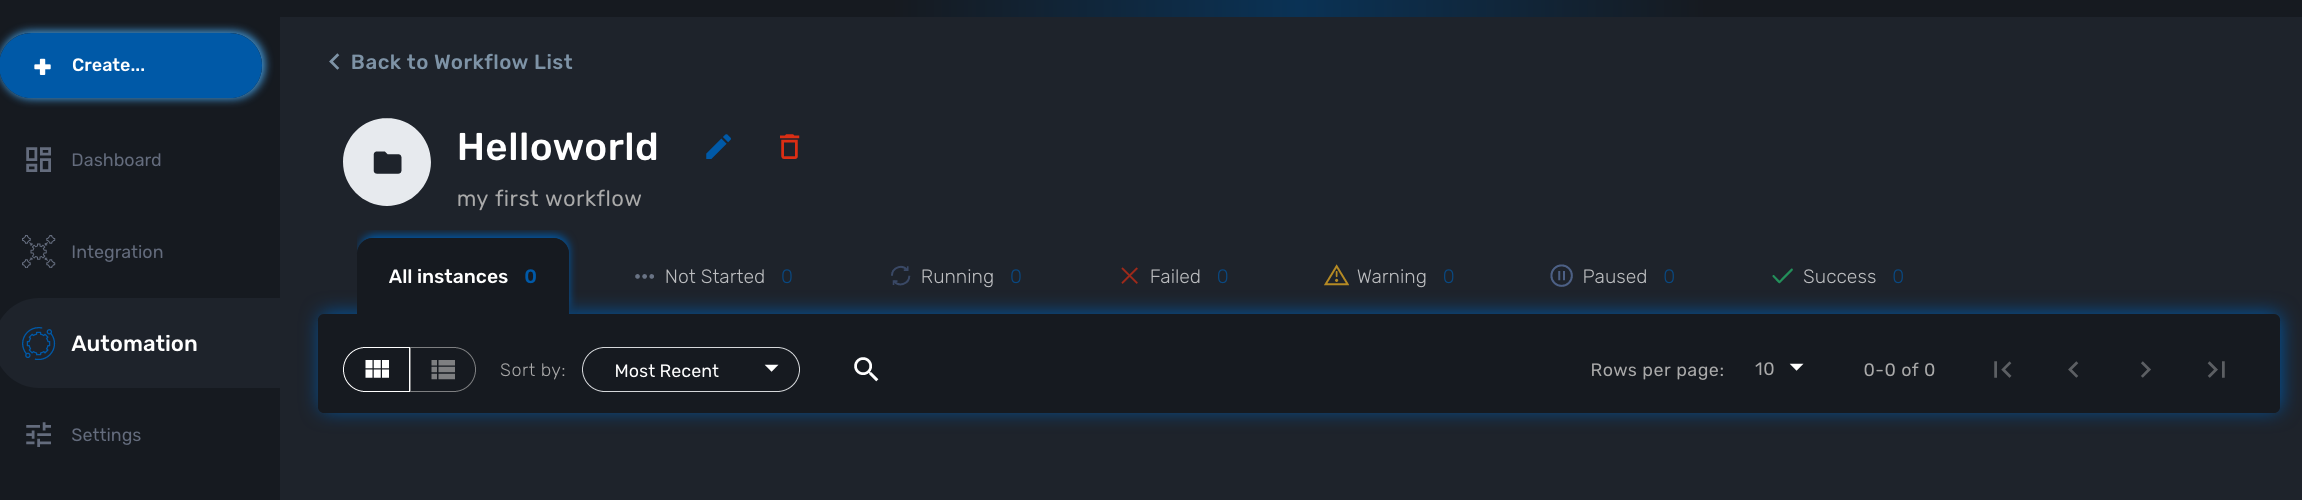 Create...
Dashboard
Integration
Automation
Settings
Back to Workflow List
Helloworld
my first workflow
All instances 0 Not Started 0 Running 0 Failed 0 Warning 0 Paused 0 Success 0
Sort by: Most Recent Rows per page: 10 0-0 of 0